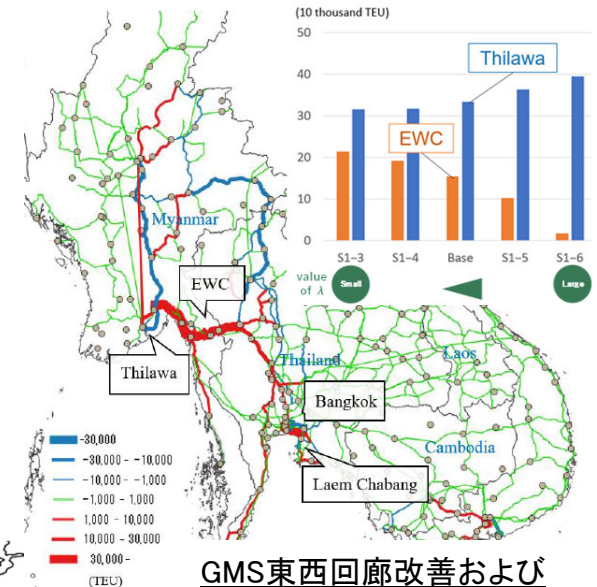 (10 thousand TEU)
50
40
30
20
10
0
Thilawa
EWC
S1-3 S1-4 Base S1-5 S1-6
value
of λ
Small
Large
Myanmar
EWC
Thilawa
Thailand
Laos
Bangkok
Cambodia
Laem Chabang
-30,000
-30,000 - -10,000
-10,000 - -1,000
-1,000 - 1,000
1,000 - 10,000
10,000 - 30,000
30,000-
(TEU)
GMS東西回廊改善および